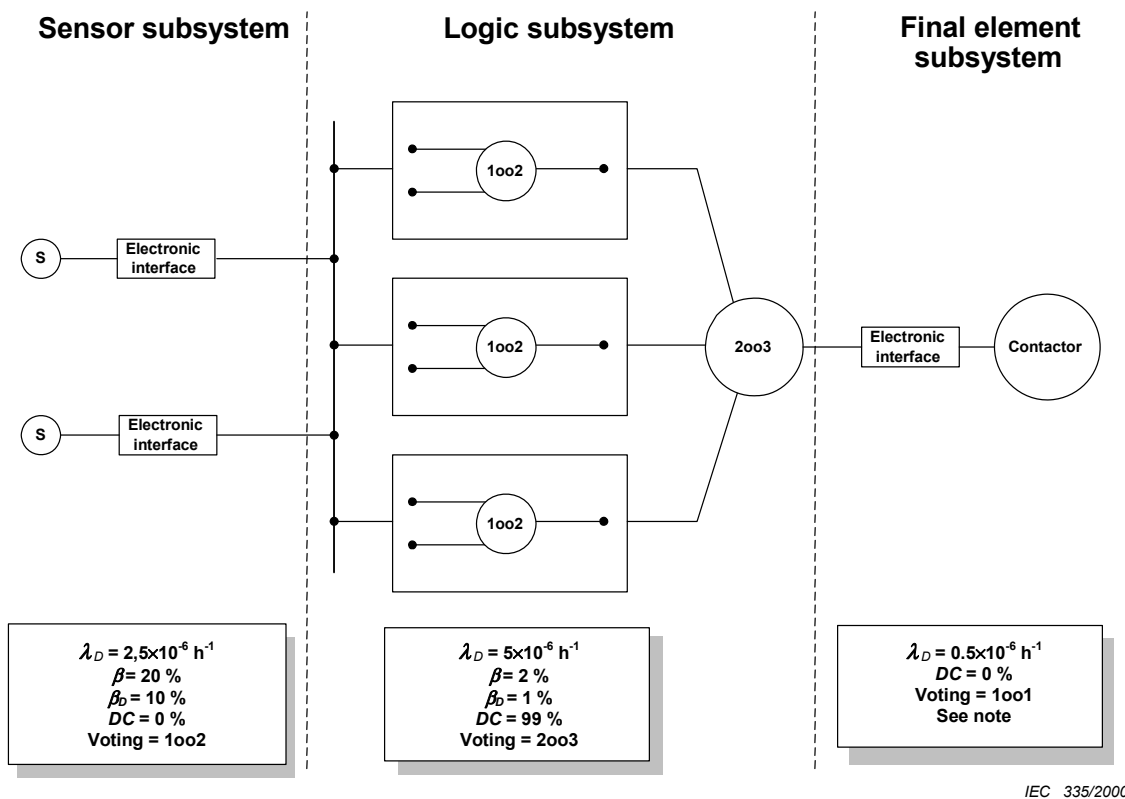 Sensor subsystem
Logic subsystem
Final element
subsystem
1oo2
S
Electronic
interface
1oo2
2oo3
Electronic
interface
Contactor
S
Electronic
interface
1oo2
λD = 2,5×10-6 h-1
β = 20 %
βD = 10 %
DC = 0 %
Voting = 1oo2
λD = 5×10-6 h-1
β = 2 %
βD = 1 %
DC = 99 %
Voting = 2oo3
λD = 0.5×10-6 h-1
DC = 0 %
Voting = 1oo1
See note
IEC 335/2000